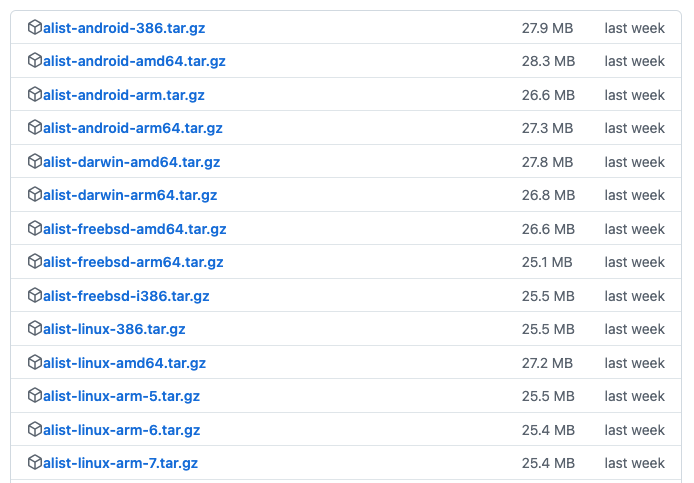 alist-android-386.tar.gz 27.9 MB last week
alist-android-amd64.tar.gz 28.3 MB last week
alist-android-arm.tar.gz 26.6 MB last week
alist-android-arm64.tar.gz 27.3 MB last week
alist-darwin-amd64.tar.gz 27.8 MB last week
alist-darwin-arm64.tar.gz 26.8 MB last week
alist-freebsd-amd64.tar.gz 26.6 MB last week
alist-freebsd-arm64.tar.gz 25.1 MB last week
alist-freebsd-i386.tar.gz 25.5 MB last week
alist-linux-386.tar.gz 25.5 MB last week
alist-linux-amd64.tar.gz 27.2 MB last week
alist-linux-arm-5.tar.gz 25.5 MB last week
alist-linux-arm-6.tar.gz 25.4 MB last week
alist-linux-arm-7.tar.gz 25.4 MB last week